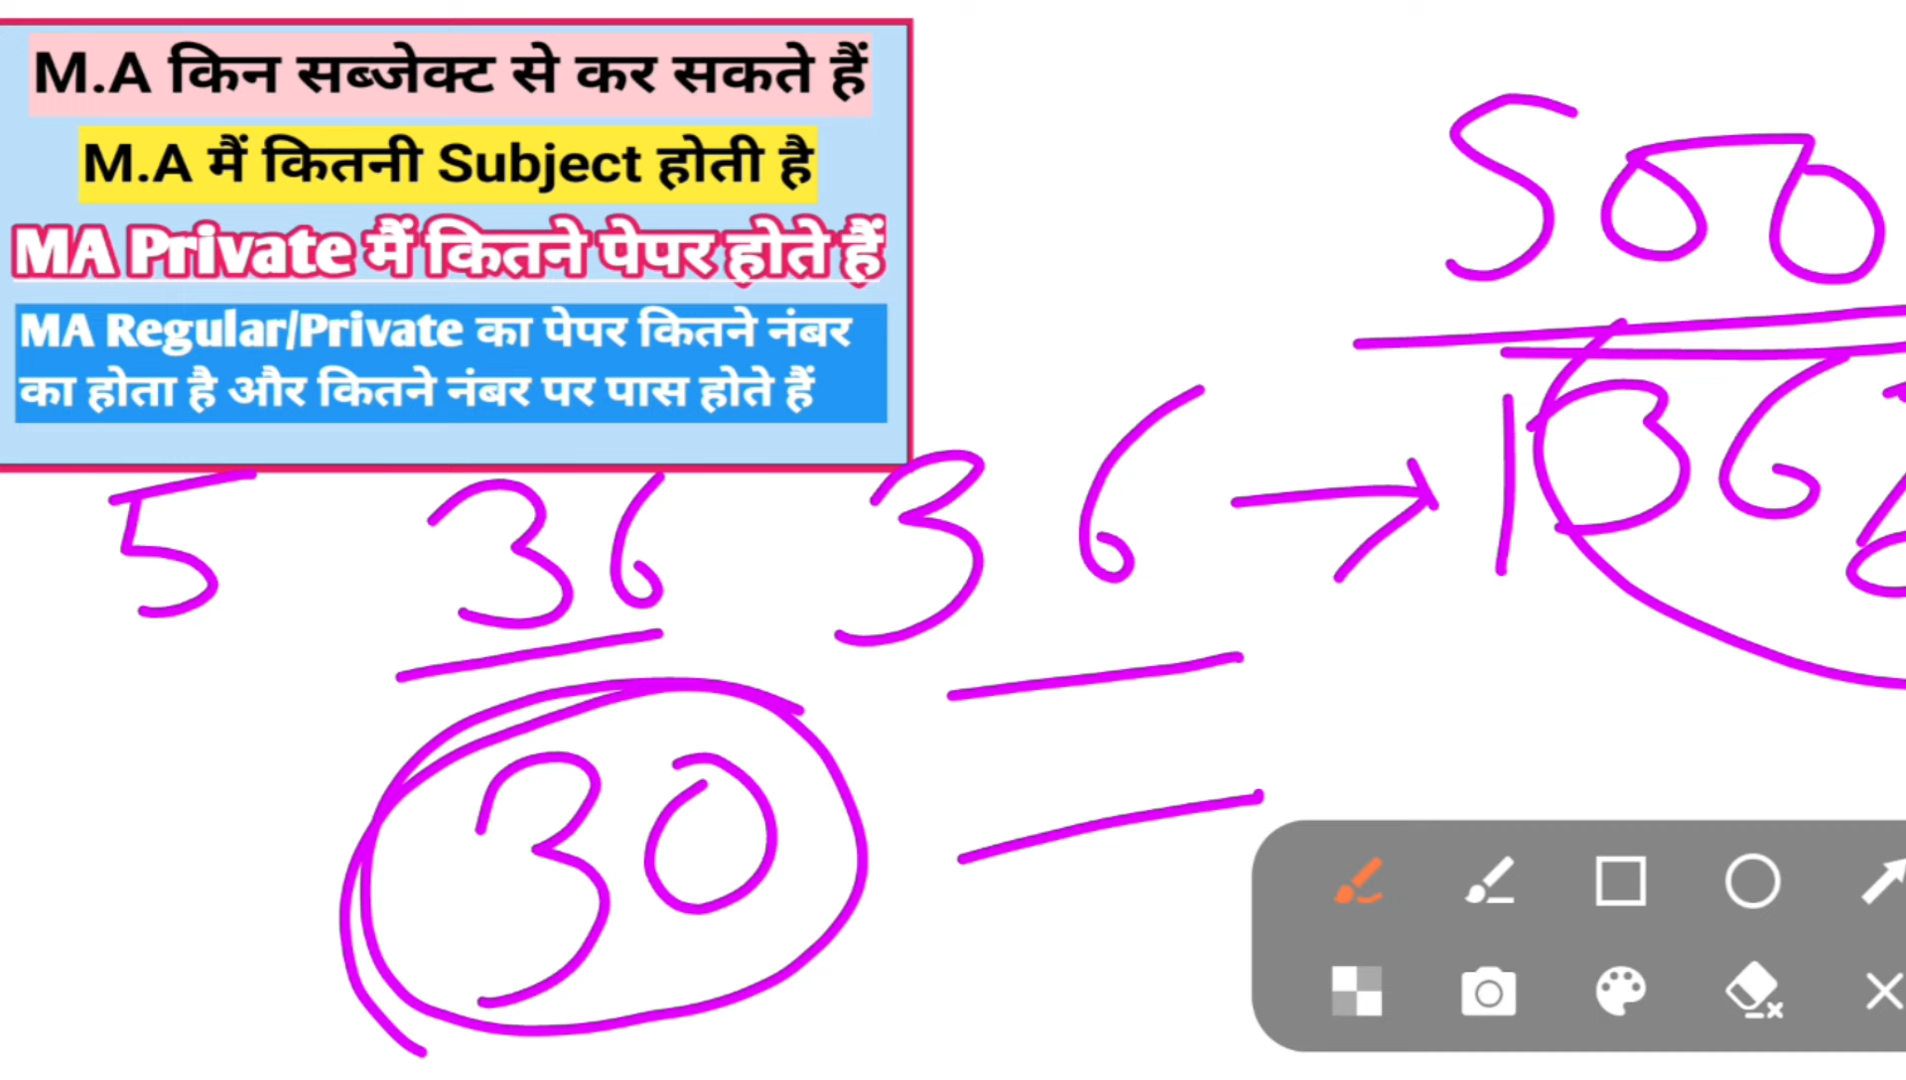 M.A किन सब्जेक्ट से कर सकते हैं
M.A मैं कितनी Subject होती है
MA Private मैं कितने पेपर होते हैं
MA Regular/Private का पेपर कितने नंबर
का होता है और कितने नंबर पर पास होते हैं
500
5 36 36 → 136
30